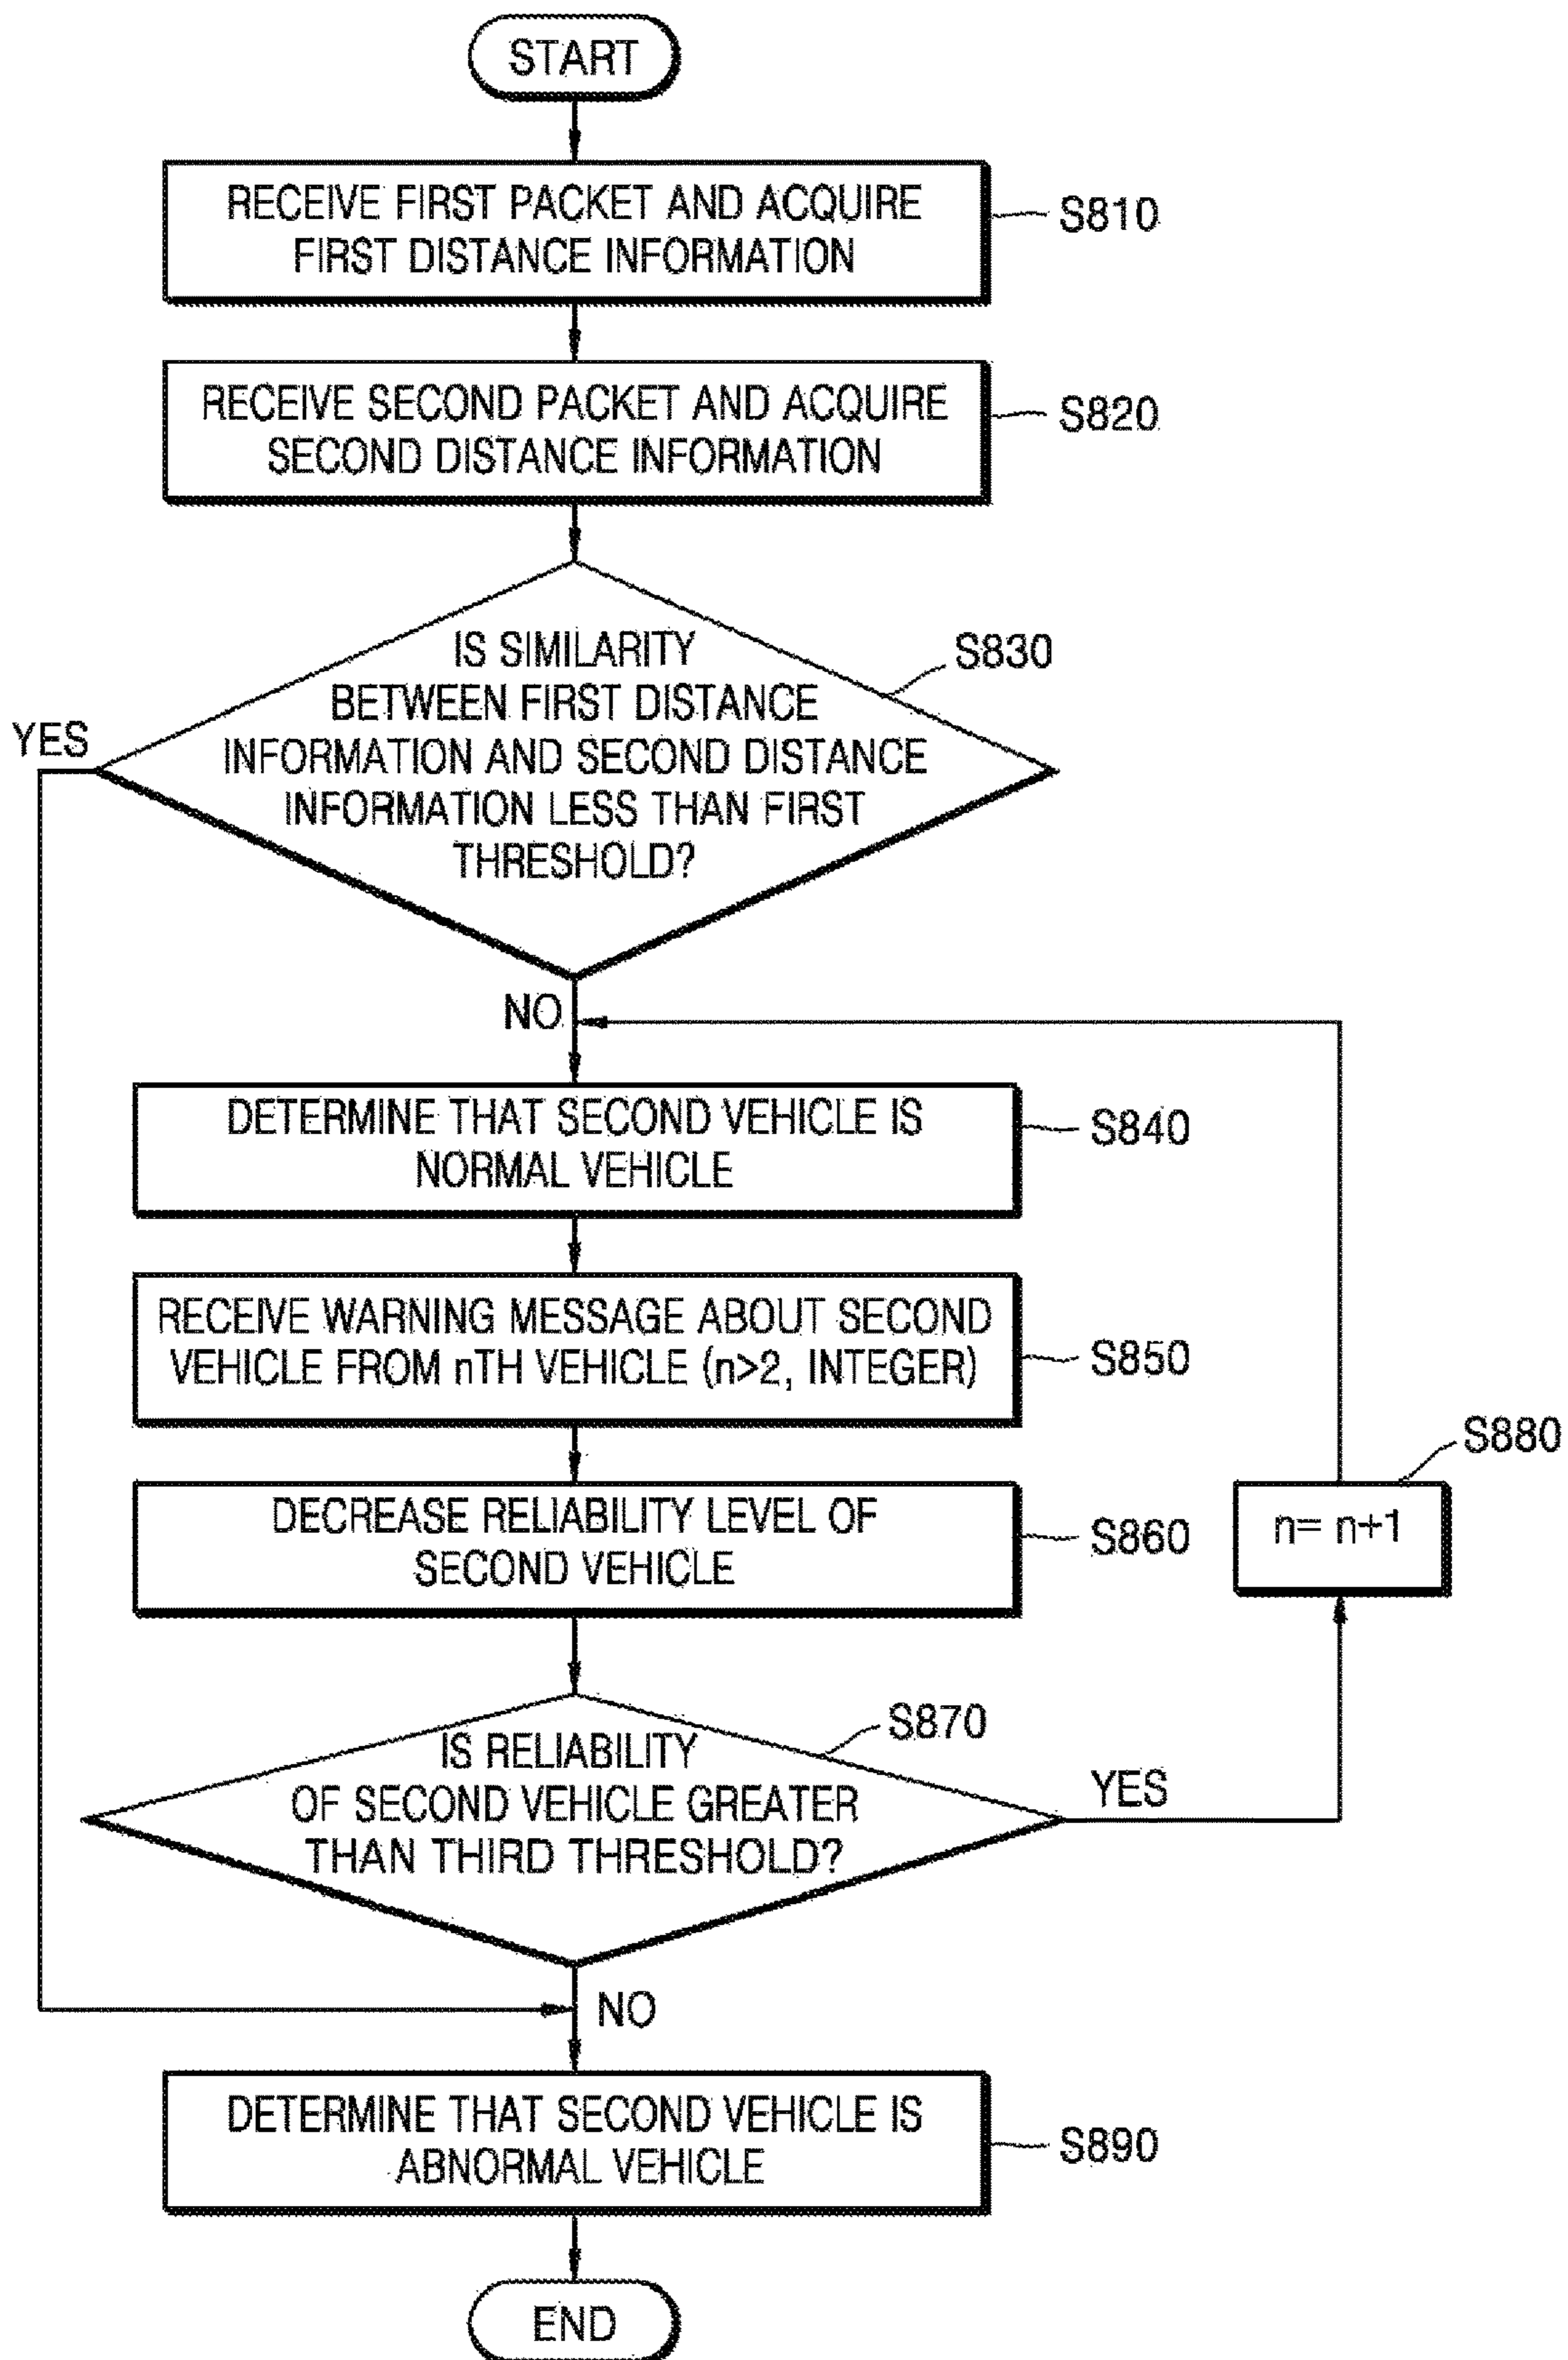 START
RECEIVE FIRST PACKET AND ACQUIRE
FIRST DISTANCE INFORMATION
S810
RECEIVE SECOND PACKET AND ACQUIRE
SECOND DISTANCE INFORMATION
S820
IS SIMILARITY
BETWEEN FIRST DISTANCE
INFORMATION AND SECOND DISTANCE
INFORMATION LESS THAN FIRST
THRESHOLD?
S830
YES
NO
DETERMINE THAT SECOND VEHICLE IS
NORMAL VEHICLE
S840
RECEIVE WARNING MESSAGE ABOUT SECOND
VEHICLE FROM nTH VEHICLE (n>2, INTEGER)
S850
DECREASE RELIABILITY LEVEL OF
SECOND VEHICLE
S860
S880
n= n+1
IS RELIABILITY
OF SECOND VEHICLE GREATER
THAN THIRD THRESHOLD?
S870
YES
NO
DETERMINE THAT SECOND VEHICLE IS
ABNORMAL VEHICLE
S890
END